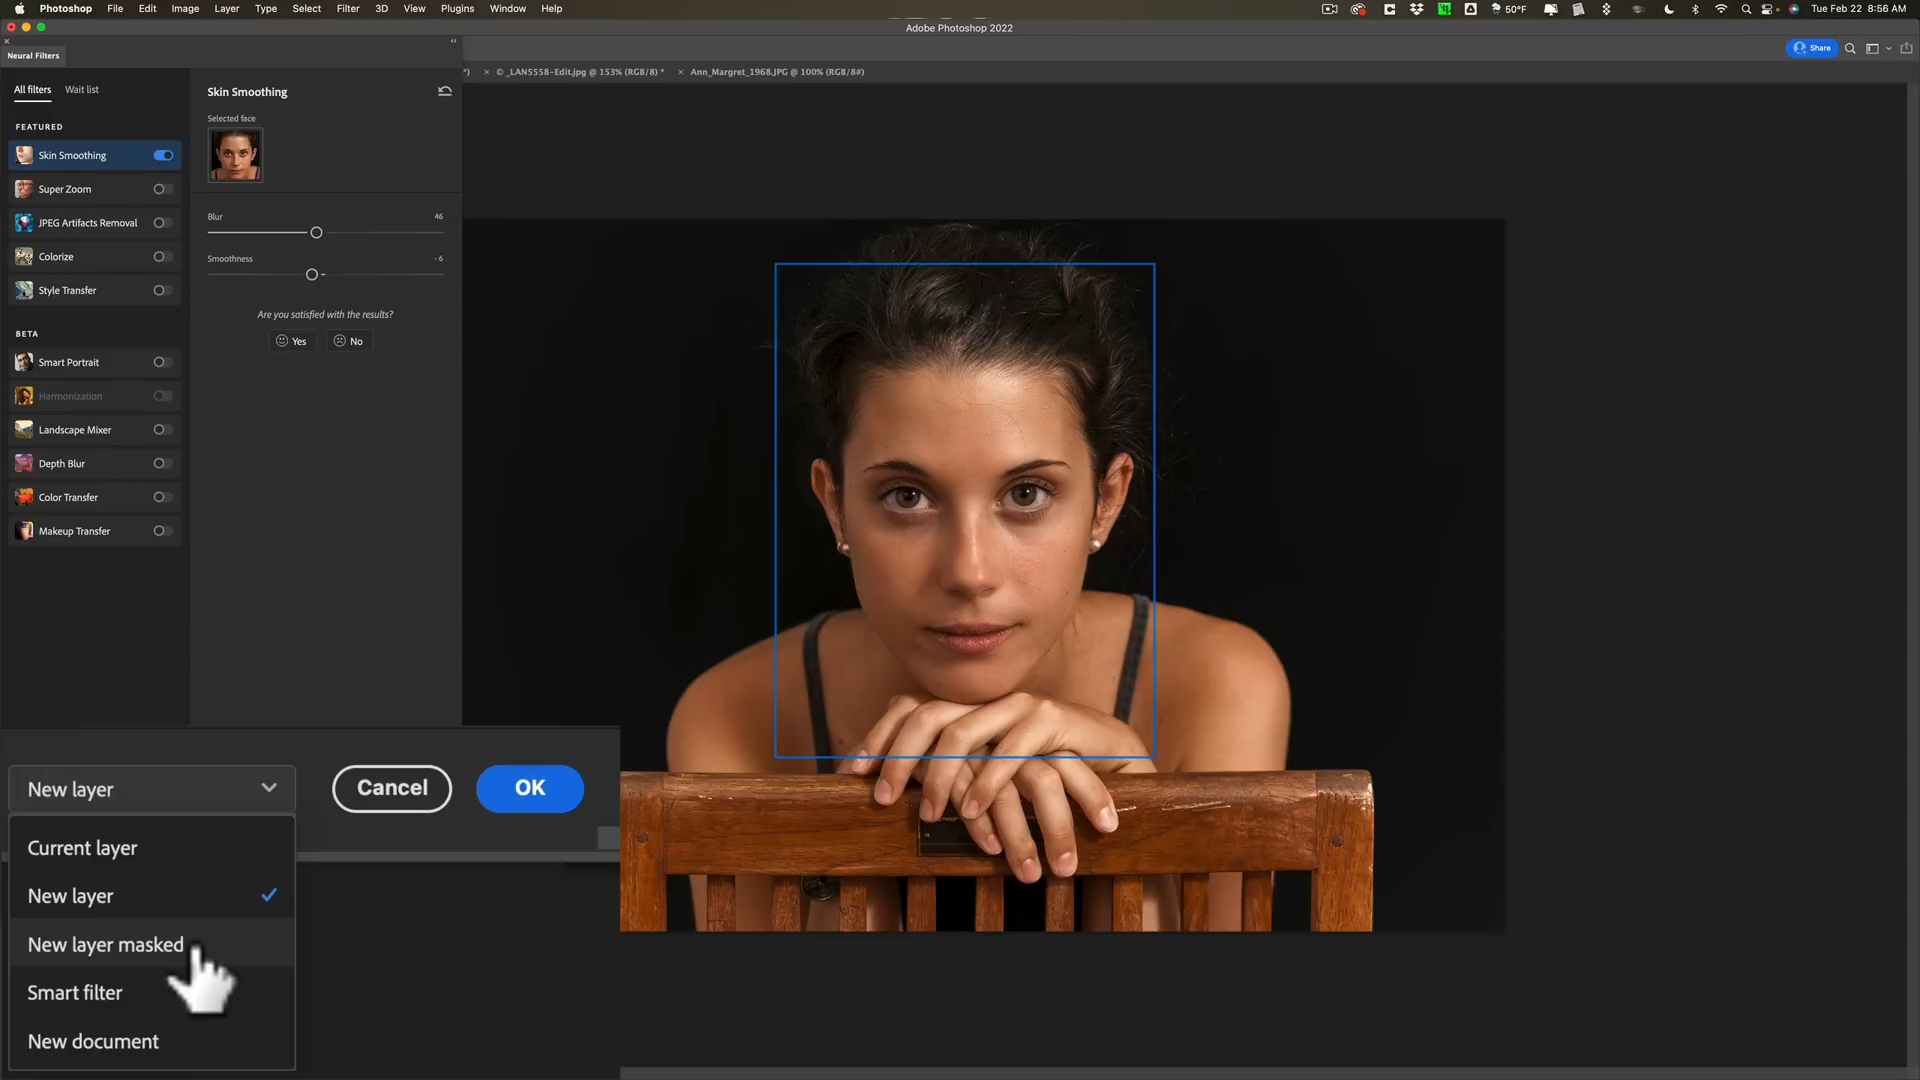 Photoshop File Edit Image Layer Type Select Filter 3D View Plugins Window Help
50°F Tue Feb 22 8:56 AM
Adobe Photoshop 2022
Neural Filters
Share
*) × © _LAN5558-Edit.jpg @ 153% (RGB/8) * × Ann_Margret_1968.JPG @ 100% (RGB/8#)
All filters Wait list
FEATURED
Skin Smoothing
Super Zoom
JPEG Artifacts Removal
Colorize
Style Transfer
BETA
Smart Portrait
Harmonization
Landscape Mixer
Depth Blur
Color Transfer
Makeup Transfer
Skin Smoothing
Selected face
Blur 46
Smoothness -6
Are you satisfied with the results?
Yes No
New layer
Cancel OK
Current layer
New layer
New layer masked
Smart filter
New document